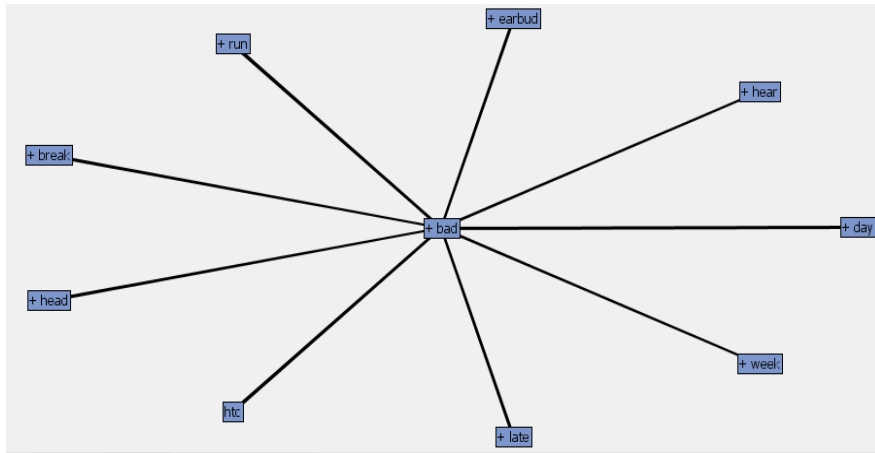 + earbud
+ run
+ hear
+ break
+ bad
+ day
+ head
+ week
htc
+ late